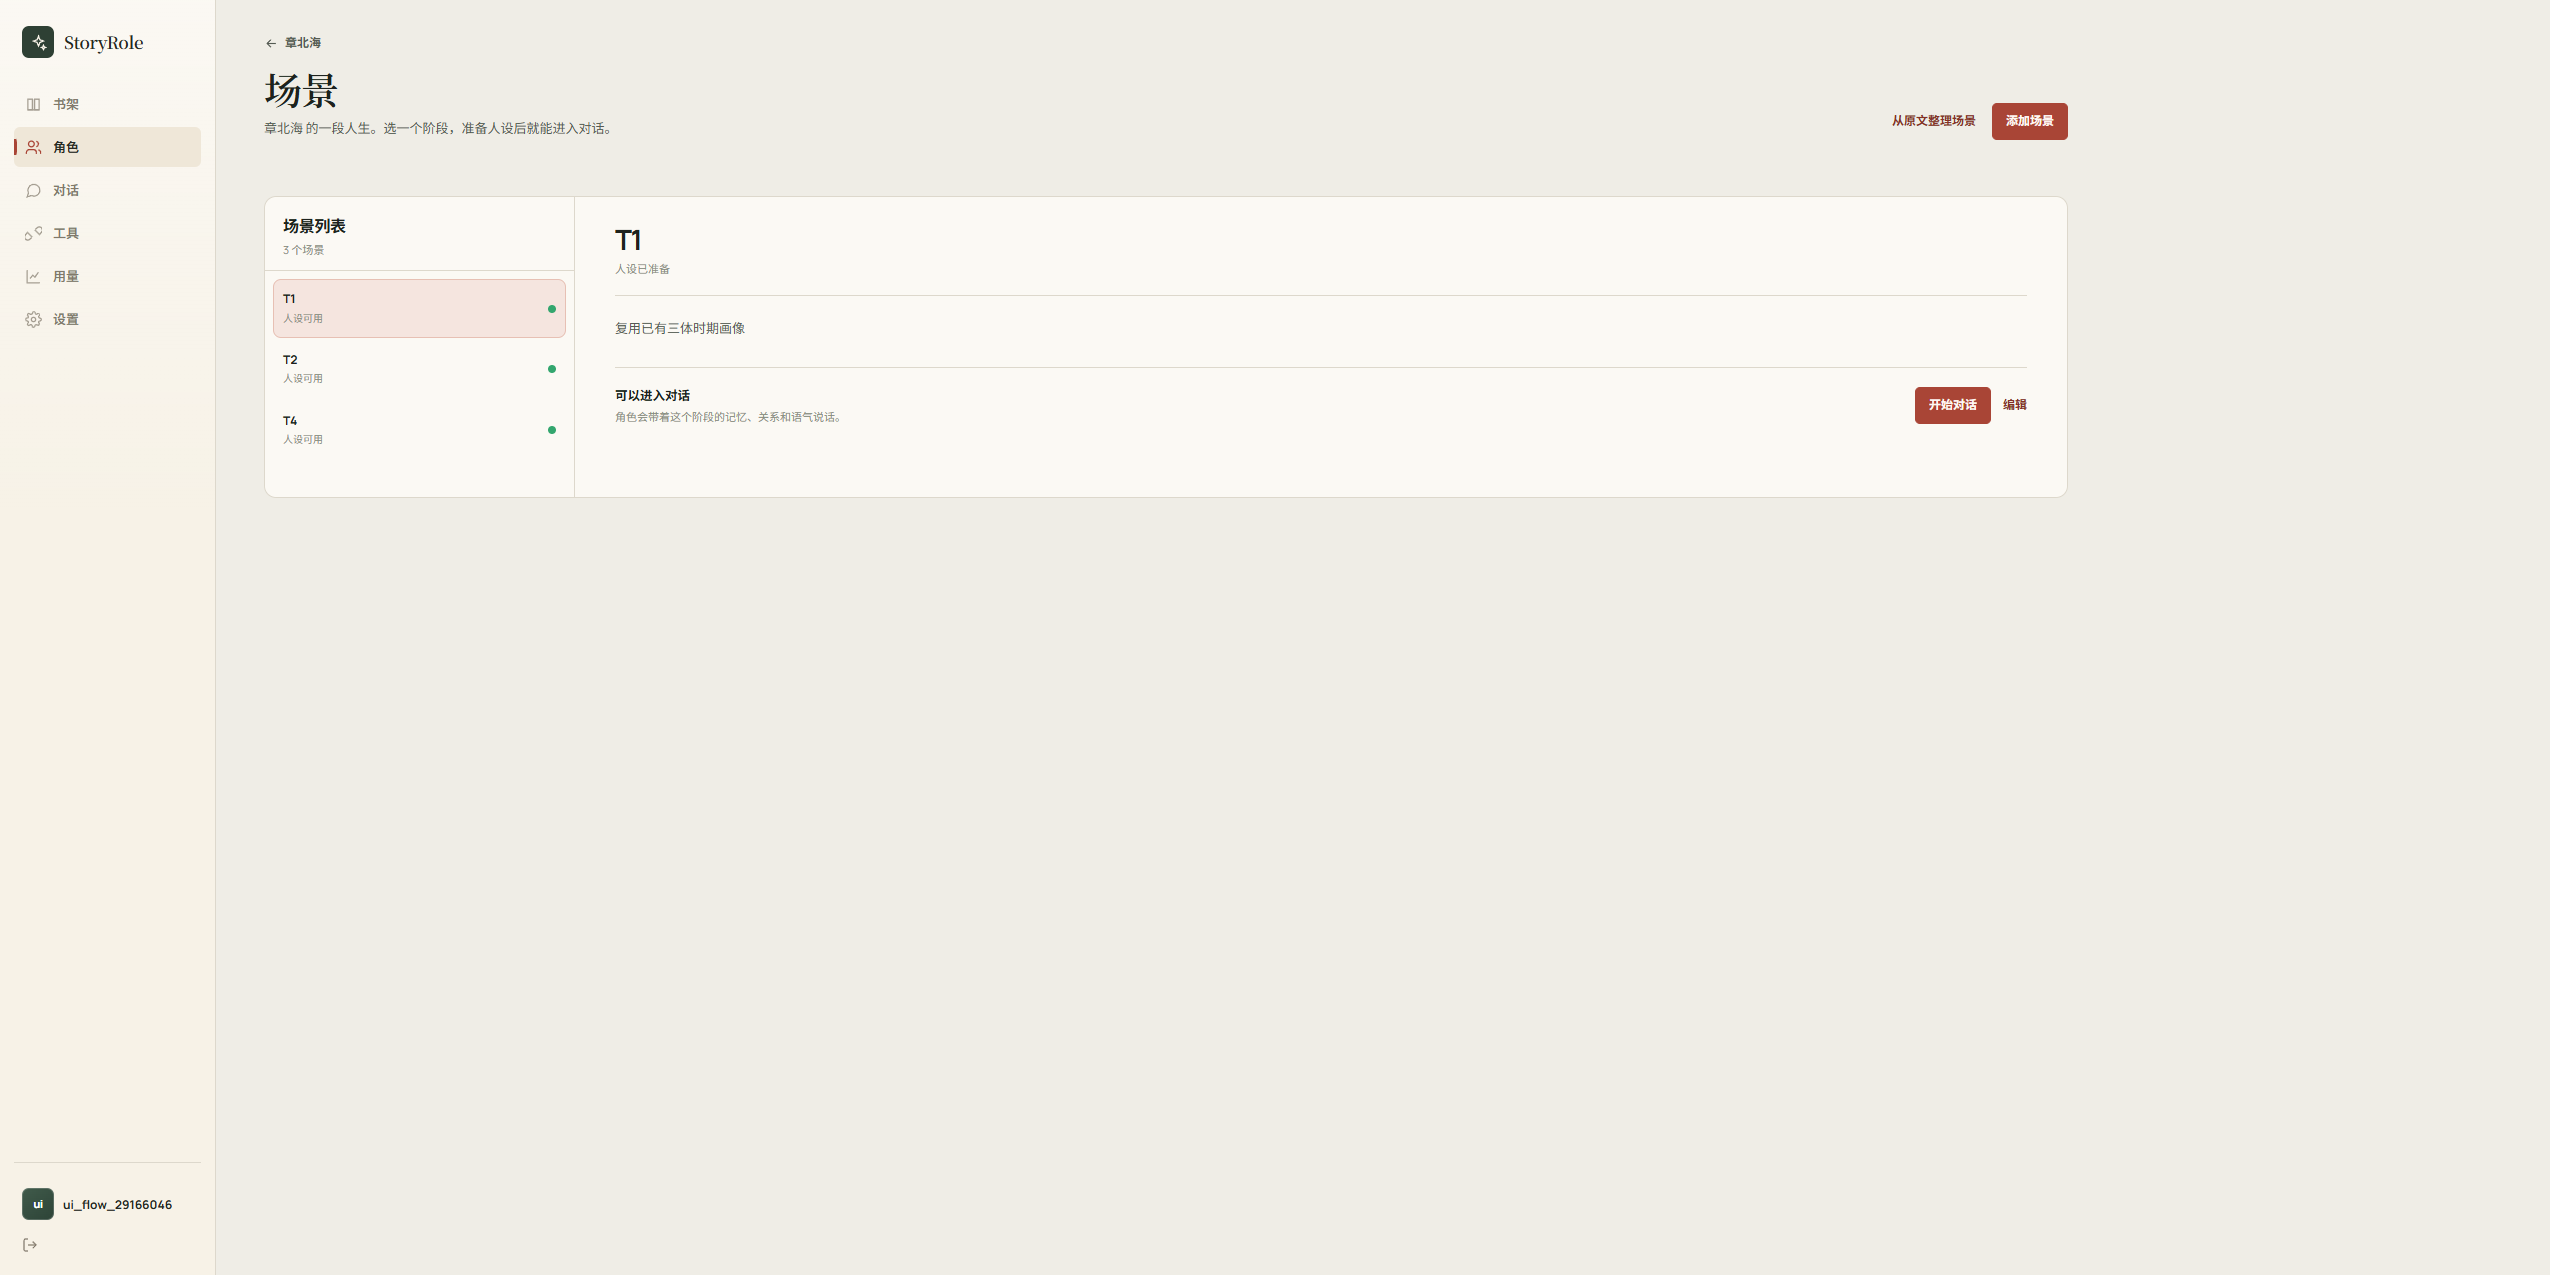 StoryRole
书架
角色
对话
工具
用量
设置
ui
ui_flow_29166046
章北海
场景
章北海 的一段人生。选一个阶段，准备人设后就能进入对话。
从原文整理场景
添加场景
场景列表
3 个场景
T1
人设可用
T2
人设可用
T4
人设可用
T1
人设已准备
复用已有三体时期画像
可以进入对话
角色会带着这个阶段的记忆、关系和语气说话。
开始对话
编辑